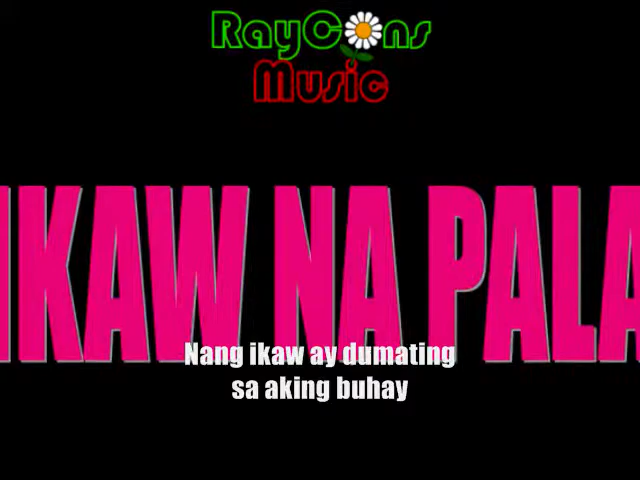 RayCons
Music
IKAW NA PALA
Nang ikaw ay dumating
sa aking buhay